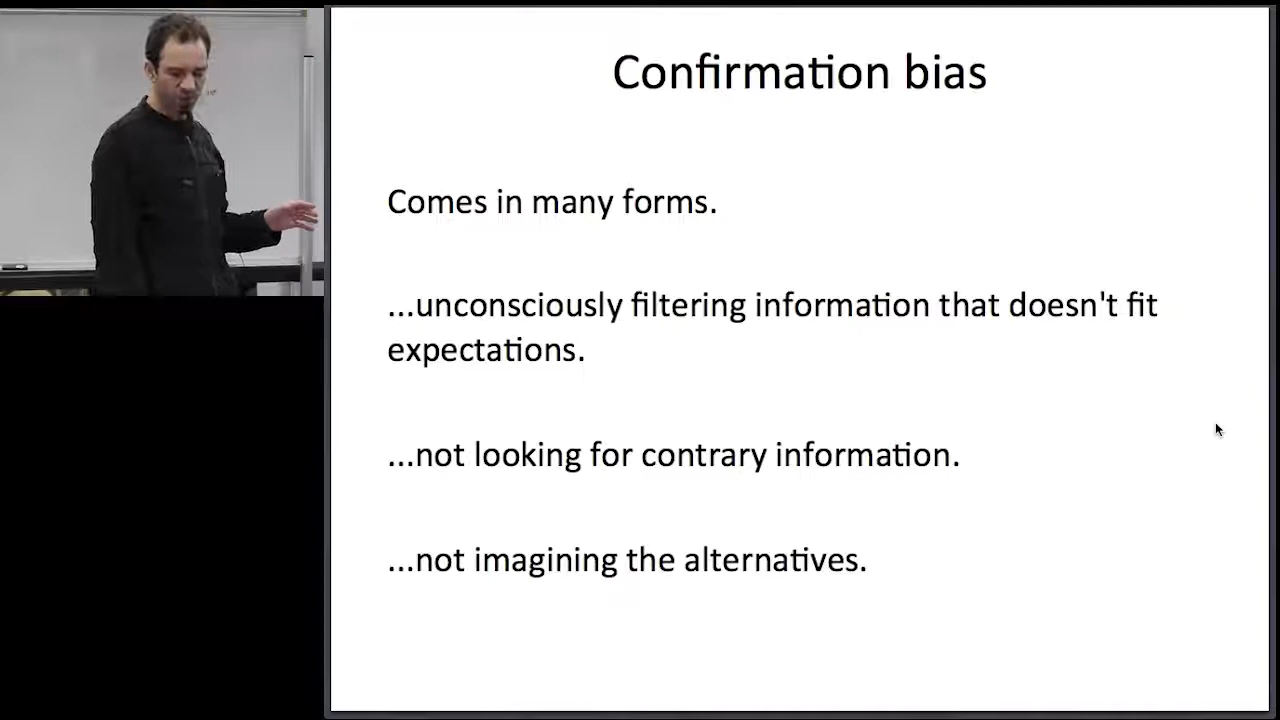 Confirmation bias
Comes in many forms.
...unconsciously filtering information that doesn't fit
expectations.
...not looking for contrary information.
...not imagining the alternatives.